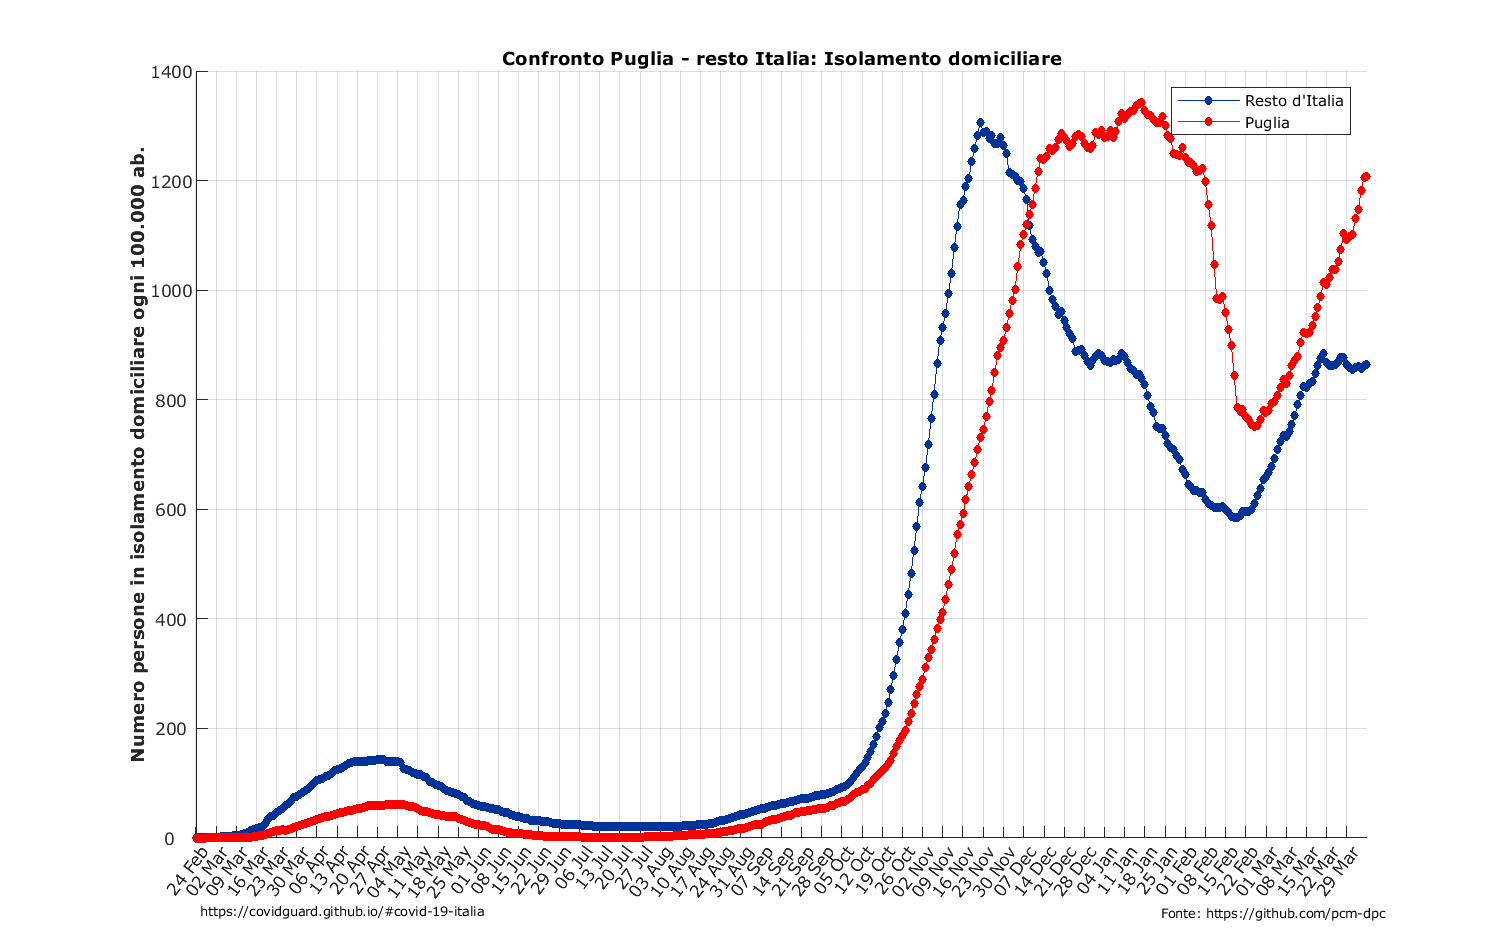 Confronto Puglia - resto Italia: Isolamento domiciliare
Numero persone in isolamento domiciliare ogni 100.000 ab.
1400
1200
1000
800
600
400
200
0
Resto d'Italia
Puglia
24 Feb
02 Mar
09 Mar
16 Mar
23 Mar
30 Mar
06 Apr
13 Apr
20 Apr
27 Apr
04 May
11 May
18 May
25 May
01 Jun
08 Jun
15 Jun
22 Jun
29 Jun
06 Jul
13 Jul
20 Jul
27 Jul
03 Aug
10 Aug
17 Aug
24 Aug
31 Aug
07 Sep
14 Sep
21 Sep
28 Sep
05 Oct
12 Oct
19 Oct
26 Oct
02 Nov
09 Nov
16 Nov
23 Nov
30 Nov
07 Dec
14 Dec
21 Dec
28 Dec
04 Jan
11 Jan
18 Jan
25 Jan
01 Feb
08 Feb
15 Feb
22 Feb
01 Mar
08 Mar
15 Mar
22 Mar
29 Mar
https://covidguard.github.io/#covid-19-italia
Fonte: https://github.com/pcm-dpc